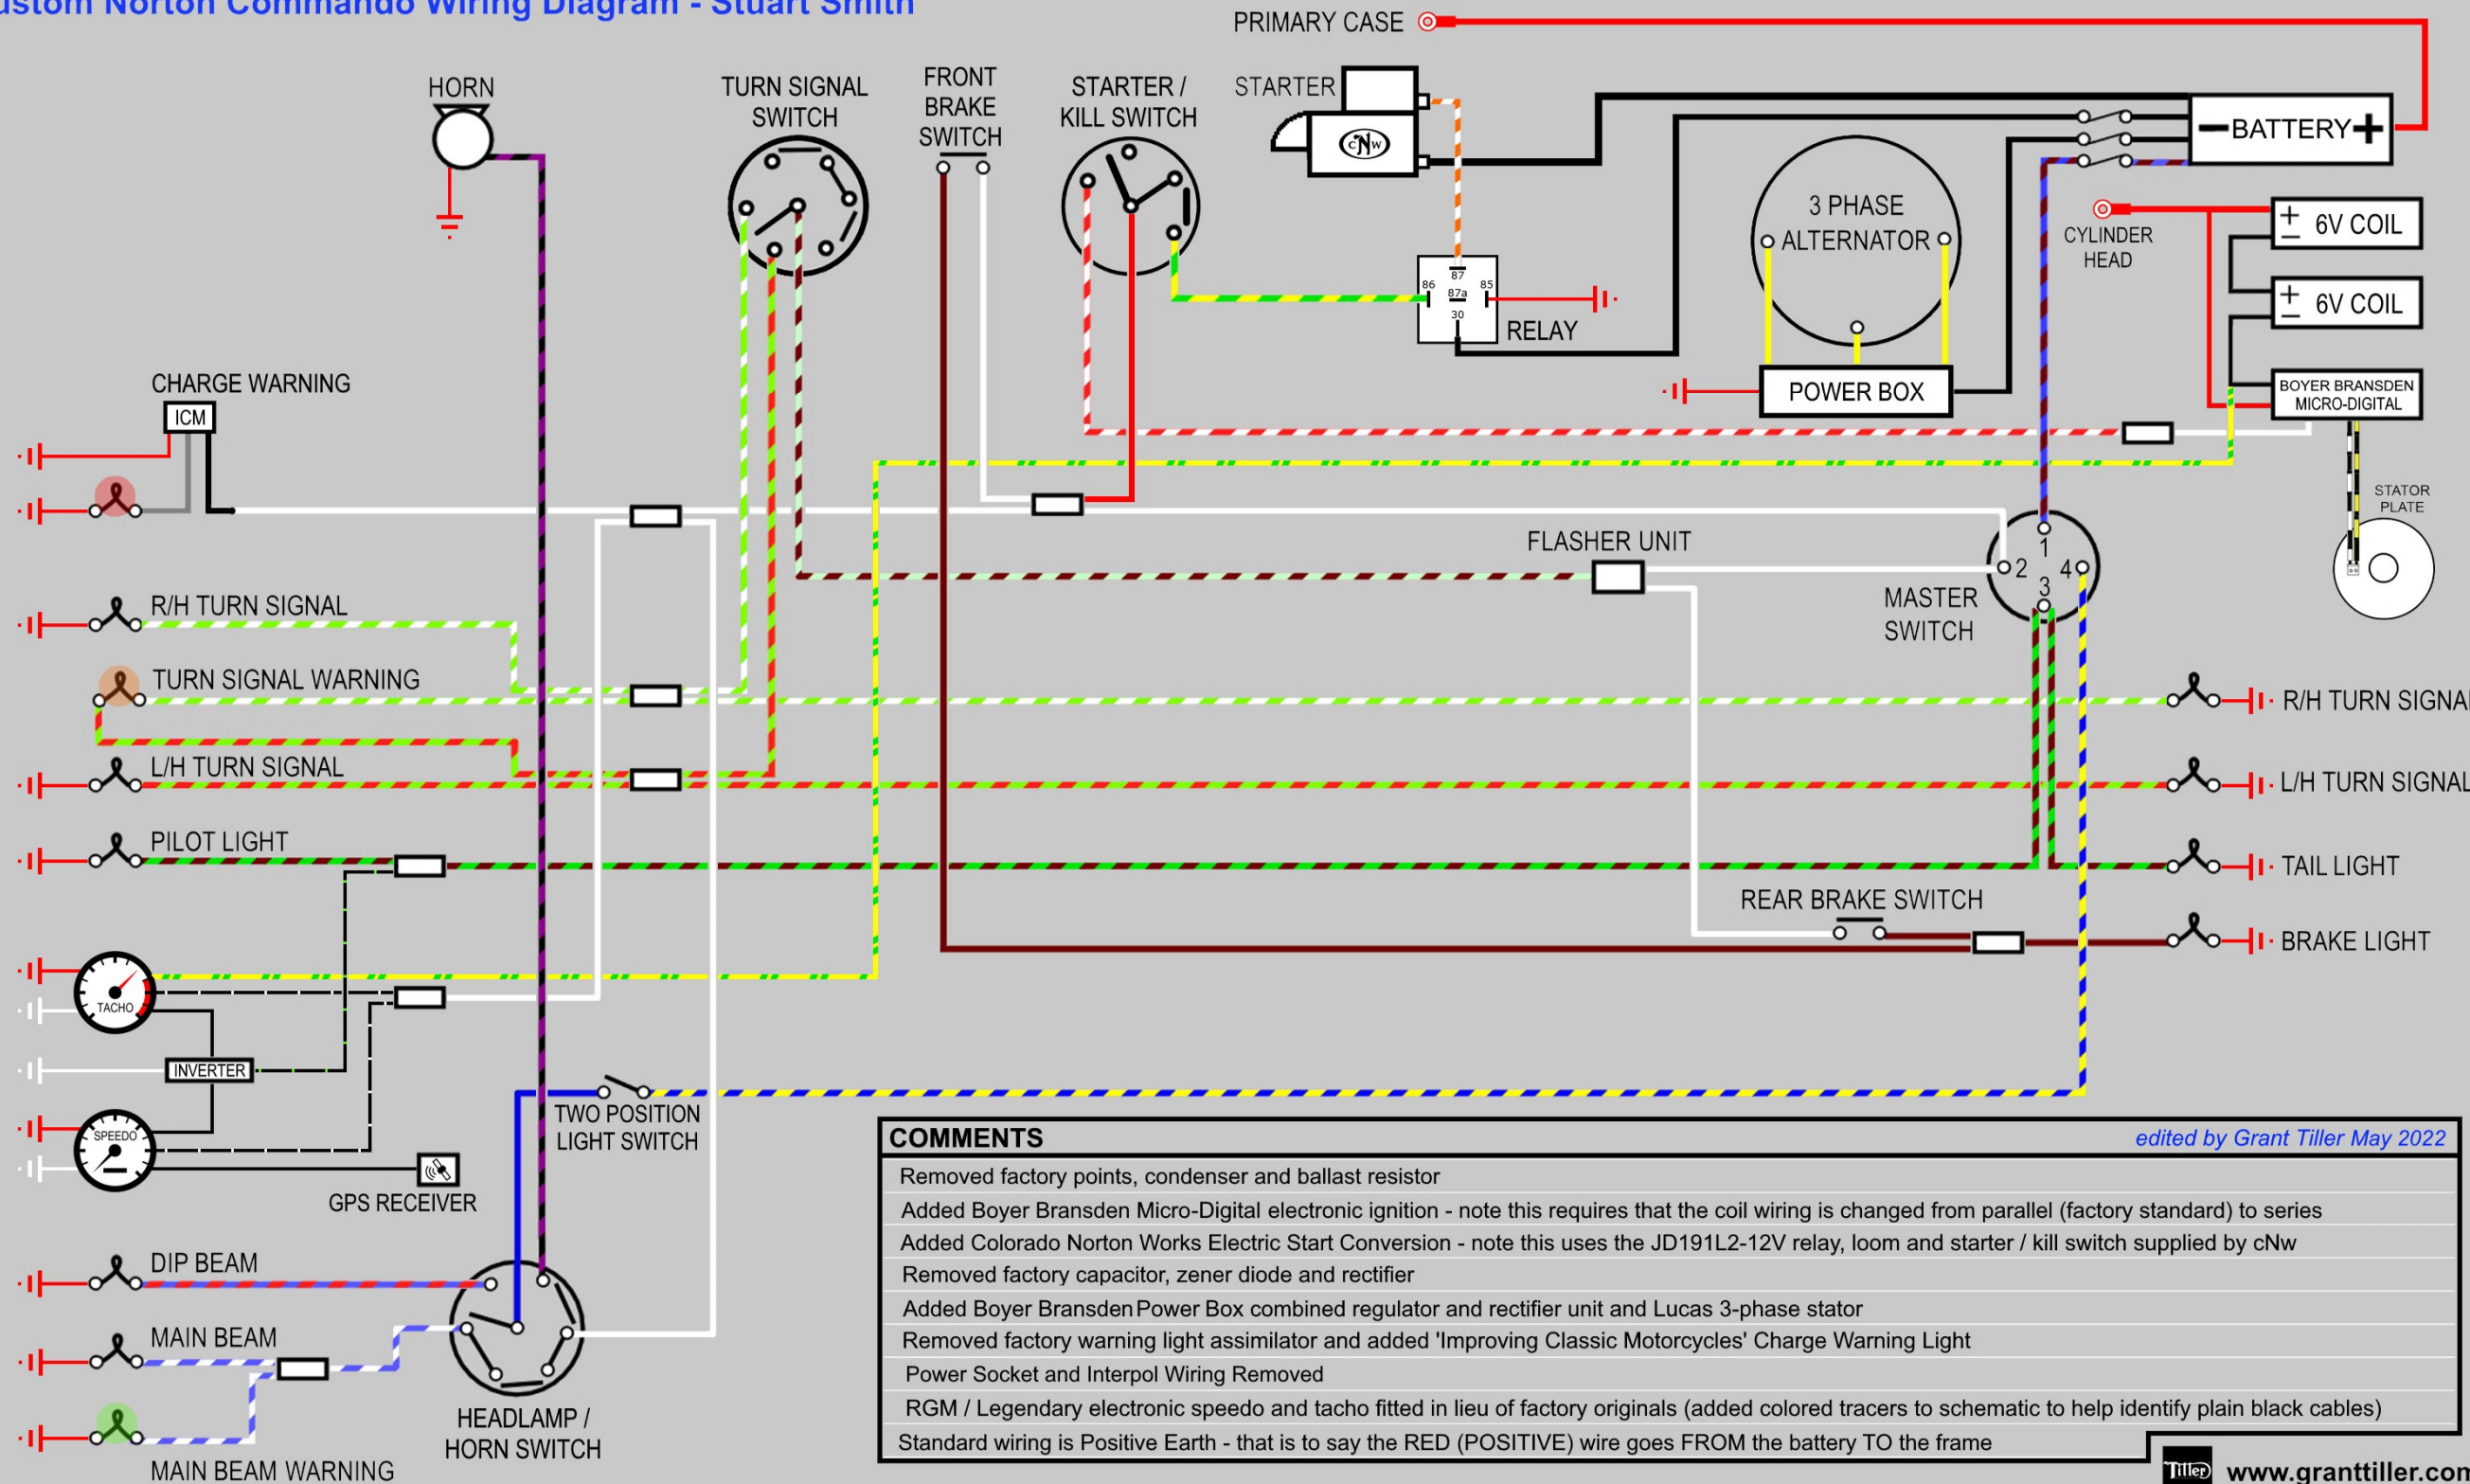 ustom Norton Commando Wiring Diagram - Stuart Smith
PRIMARY CASE
HORN
TURN SIGNAL
SWITCH
FRONT
BRAKE
SWITCH
STARTER /
KILL SWITCH
STARTER
cNw
BATTERY
3 PHASE
ALTERNATOR
CYLINDER
HEAD
6V COIL
6V COIL
87
86
87a
85
30
RELAY
POWER BOX
BOYER BRANSDEN
MICRO-DIGITAL
CHARGE WARNING
ICM
STATOR
PLATE
FLASHER UNIT
1
2
4
3
MASTER
SWITCH
R/H TURN SIGNAL
TURN SIGNAL WARNING
R/H TURN SIGNAL
L/H TURN SIGNAL
L/H TURN SIGNAL
PILOT LIGHT
TAIL LIGHT
REAR BRAKE SWITCH
BRAKE LIGHT
TACHO
INVERTER
SPEEDO
TWO POSITION
LIGHT SWITCH
GPS RECEIVER
DIP BEAM
MAIN BEAM
HEADLAMP /
HORN SWITCH
MAIN BEAM WARNING
COMMENTS
edited by Grant Tiller May 2022
Removed factory points, condenser and ballast resistor
Added Boyer Bransden Micro-Digital electronic ignition - note this requires that the coil wiring is changed from parallel (factory standard) to series
Added Colorado Norton Works Electric Start Conversion - note this uses the JD191L2-12V relay, loom and starter / kill switch supplied by cNw
Removed factory capacitor, zener diode and rectifier
Added Boyer Bransden Power Box combined regulator and rectifier unit and Lucas 3-phase stator
Removed factory warning light assimilator and added 'Improving Classic Motorcycles' Charge Warning Light
Power Socket and Interpol Wiring Removed
RGM / Legendary electronic speedo and tacho fitted in lieu of factory originals (added colored tracers to schematic to help identify plain black cables)
Standard wiring is Positive Earth - that is to say the RED (POSITIVE) wire goes FROM the battery TO the frame
Tiller
www.granttiller.com